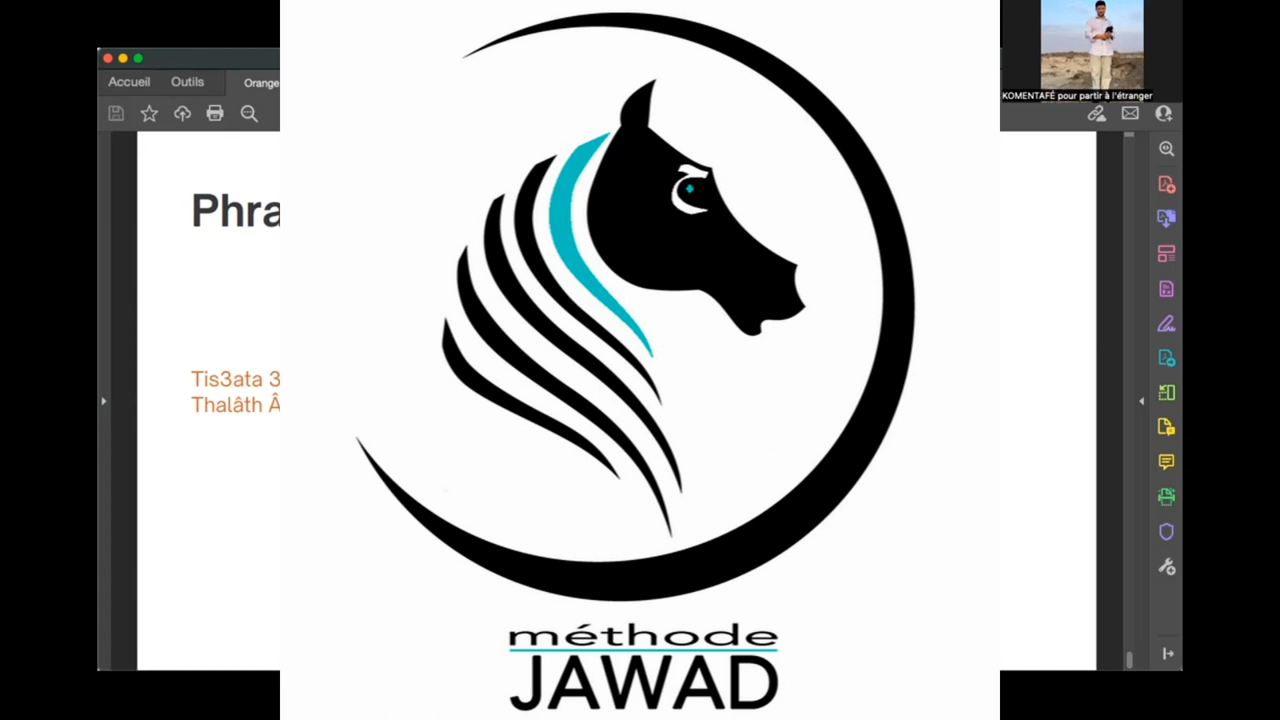 KOMENTAFÉ pour partir à l'étranger
Accueil Outils Orange
Phra
Tis3ata 3
Thalâth Â
méthode
JAWAD